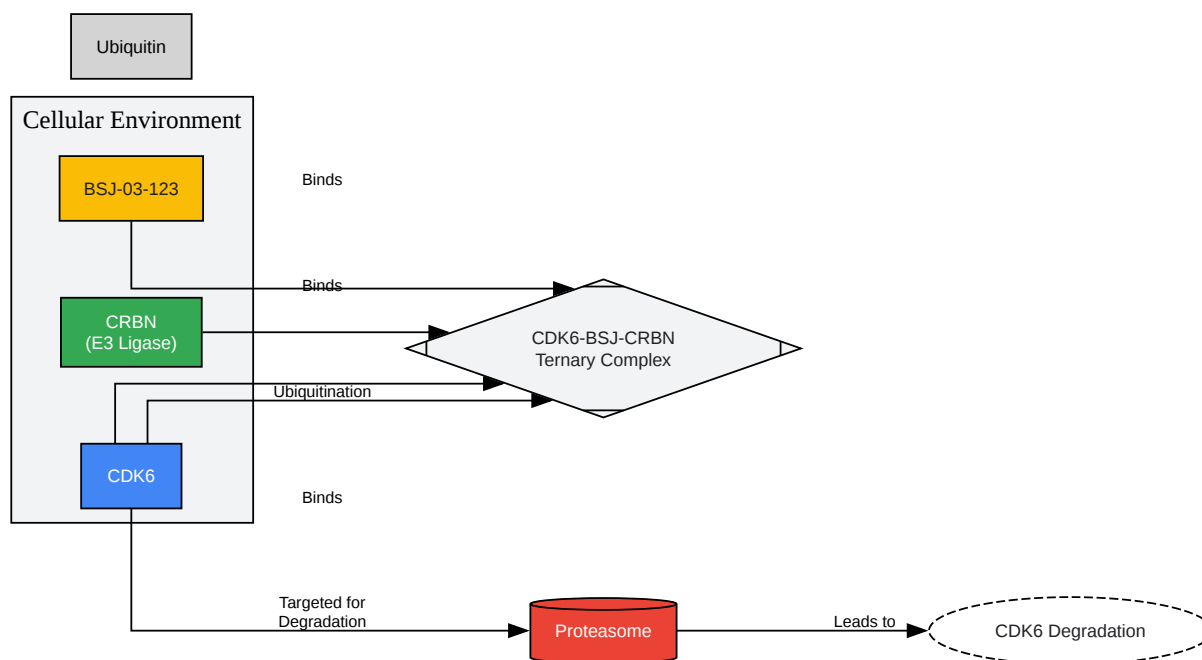 Ubiquitin
Cellular Environment
BSJ-03-123
Binds
Binds
CRBN
(E3 Ligase)
CDK6-BSJ-CRBN
Ternary Complex
Ubiquitination
CDK6
Binds
Targeted for
Degradation
Proteasome
Leads to
CDK6 Degradation